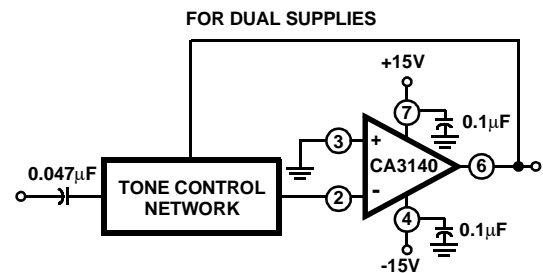 FOR DUAL SUPPLIES
+15V
7
0.1μF
3
+
CA3140
6
0.047μF
TONE CONTROL
NETWORK
2
-
4
0.1μF
-15V